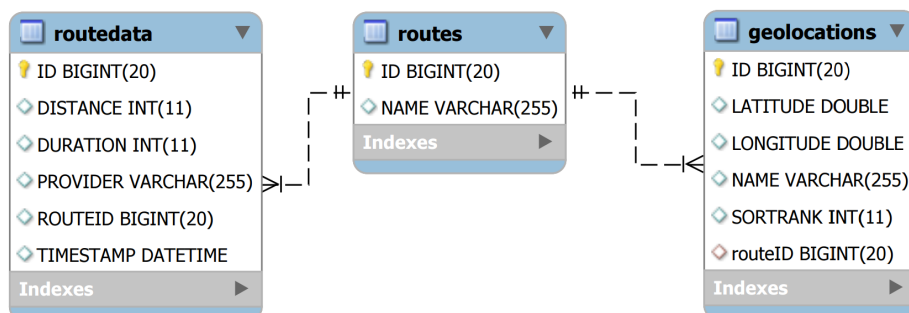 routedata
ID BIGINT(20)
DISTANCE INT(11)
DURATION INT(11)
PROVIDER VARCHAR(255)
ROUTEID BIGINT(20)
TIMESTAMP DATETIME
Indexes
routes
ID BIGINT(20)
NAME VARCHAR(255)
Indexes
geolocations
ID BIGINT(20)
LATITUDE DOUBLE
LONGITUDE DOUBLE
NAME VARCHAR(255)
SORTRANK INT(11)
routeID BIGINT(20)
Indexes